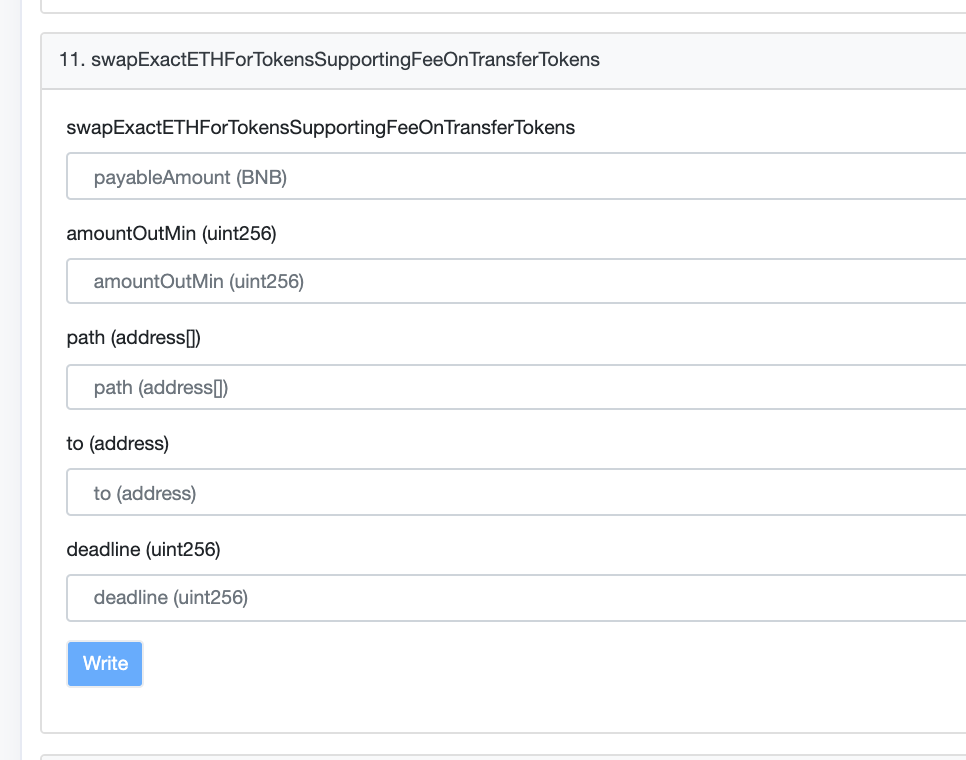 11. swapExactETHForTokensSupportingFeeOnTransferTokens
swapExactETHForTokensSupportingFeeOnTransferTokens
payableAmount (BNB)
amountOutMin (uint256)
amountOutMin (uint256)
path (address[])
path (address[])
to (address)
to (address)
deadline (uint256)
deadline (uint256)
Write